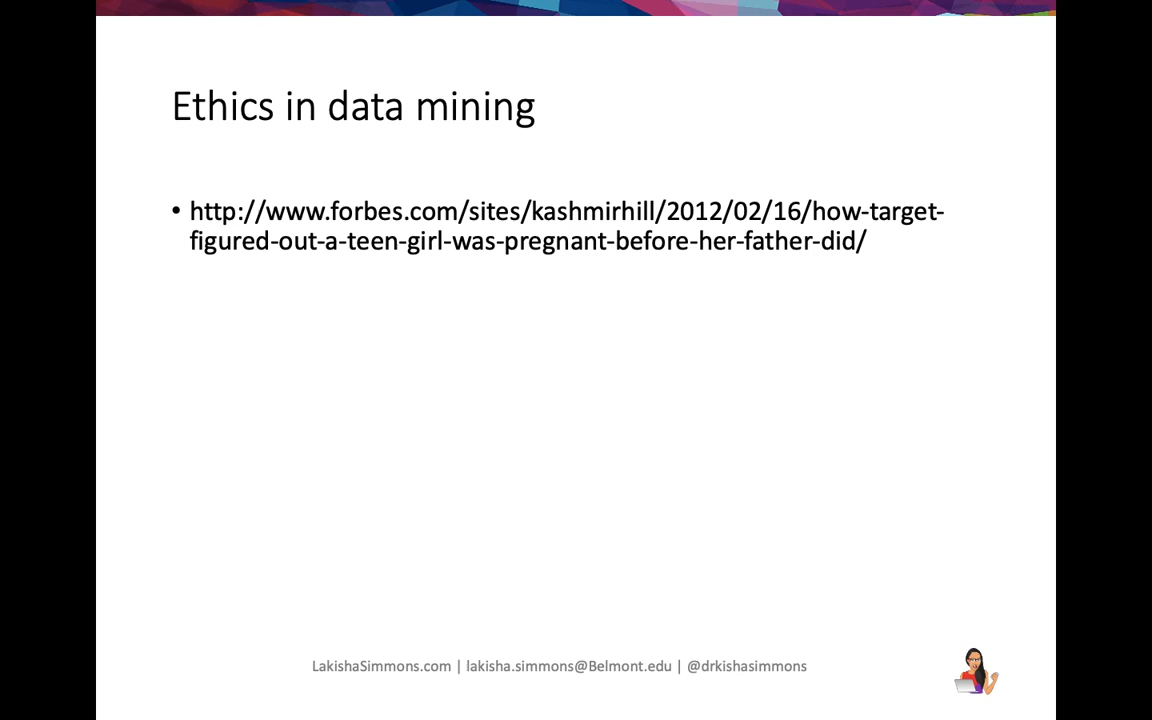 Ethics in data mining
• http://www.forbes.com/sites/kashmirhill/2012/02/16/how-target-
figured-out-a-teen-girl-was-pregnant-before-her-father-did/
LakishaSimmons.com | lakisha.simmons@Belmont.edu | @drkishasimmons